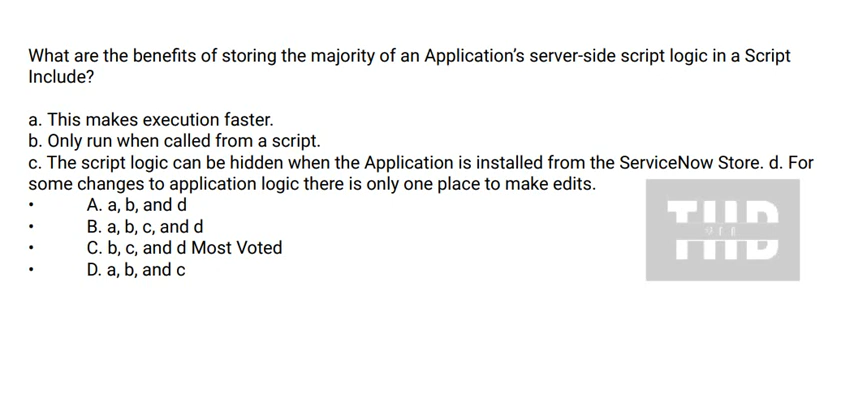 What are the benefits of storing the majority of an Application's server-side script logic in a Script
Include?
a. This makes execution faster.
b. Only run when called from a script.
c. The script logic can be hidden when the Application is installed from the ServiceNow Store. d. For
some changes to application logic there is only one place to make edits.
• A. a, b, and d
• B. a, b, c, and d
• C. b, c, and d Most Voted
• D. a, b, and c